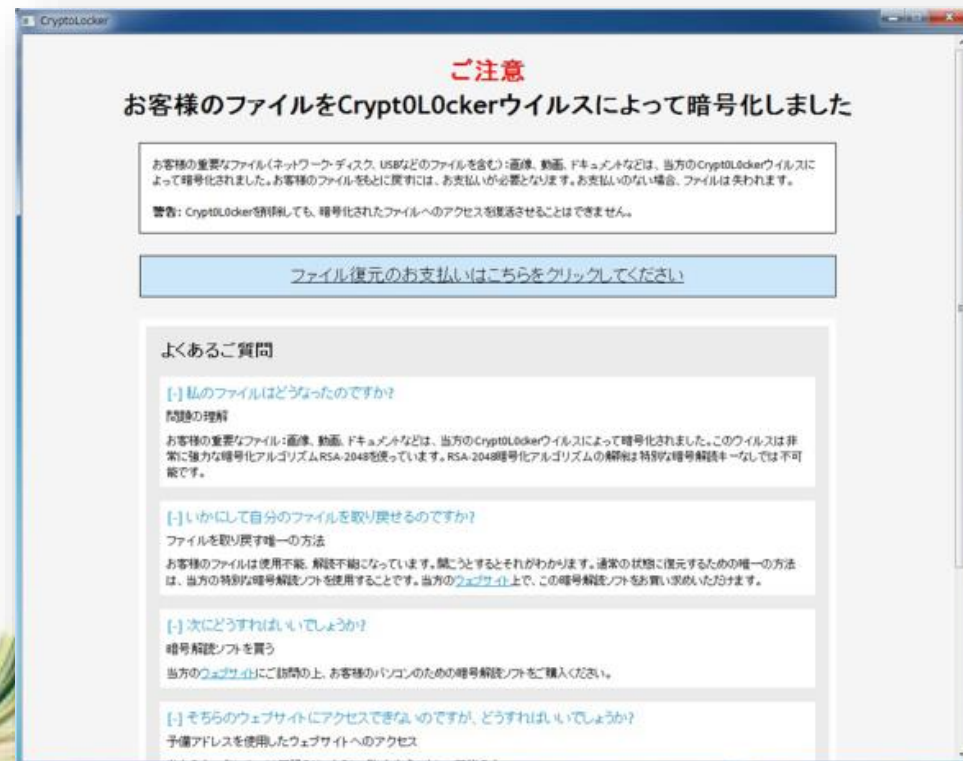 CryptoLocker
ご注意
お客様のファイルをCrypt0L0ckerウイルスによって暗号化しました
お客様の重要なファイル(ネットワーク・ディスク、USBなどのファイルを含む):画像、動画、ドキュメントなどは、当方のCrypt0L0ckerウイルスに
よって暗号化されました。お客様のファイルをもとに戻すには、お支払いが必要となります。お支払いのない場合、ファイルは失われます。
警告: Crypt0L0ckerを削除しても、暗号化されたファイルへのアクセスを復活させることはできません。
ファイル復元のお支払いはこちらをクリックしてください
よくあるご質問
[-] 私のファイルはどうなったのですか?
問題の理解
お客様の重要なファイル:画像、動画、ドキュメントなどは、当方のCrypt0L0ckerウイルスによって暗号化されました。このウイルスは非
常に強力な暗号化アルゴリズムRSA-2048を使っています。RSA-2048暗号化アルゴリズムの解除は特別な暗号解読キーなしでは不可
能です。
[-] いかにして自分のファイルを取り戻せるのですか?
ファイルを取り戻す唯一の方法
お客様のファイルは使用不能、解読不能になっています。開こうとするとそれがわかります。通常の状態に復元するための唯一の方法
は、当方の特別な暗号解読ソフトを使用することです。当方のウェブサイト上で、この暗号解読ソフトをお買い求めいただけます。
[-] 次にどうすればいいでしょうか?
暗号解読ソフトを買う
当方のウェブサイトにご訪問の上、お客様のパソコンのための暗号解読ソフトをご購入ください。
[-] そちらのウェブサイトにアクセスできないのですが、どうすればいいでしょうか?
予備アドレスを使用したウェブサイトへのアクセス